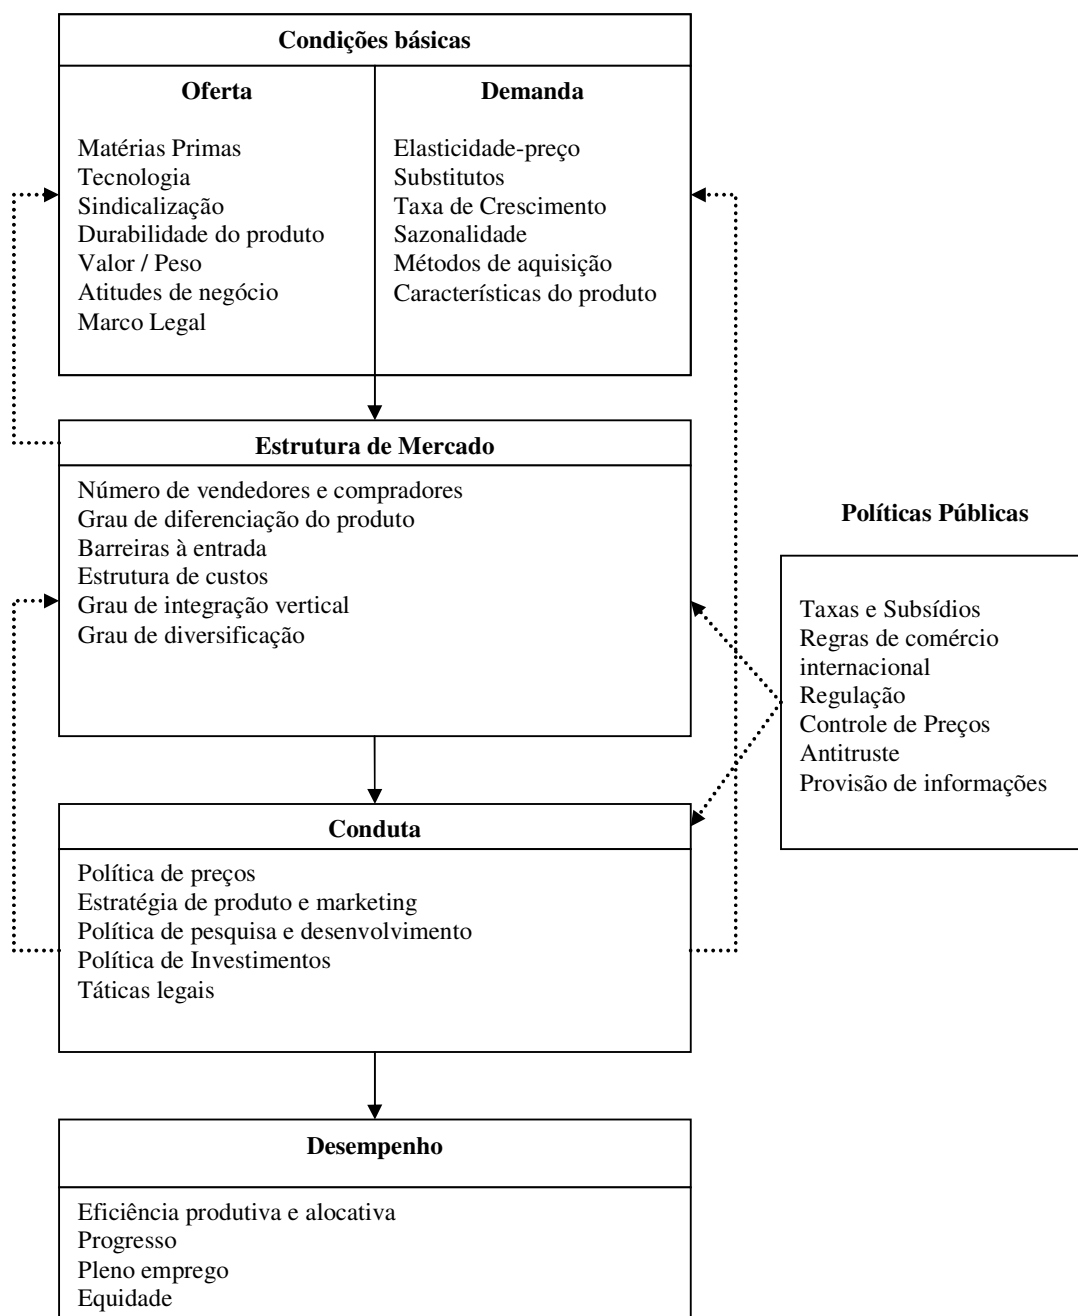 Condições básicas
Oferta
Matérias Primas
Tecnologia
Sindicalização
Durabilidade do produto
Valor / Peso
Atitudes de negócio
Marco Legal
Demanda
Elasticidade-preço
Substitutos
Taxa de Crescimento
Sazonalidade
Métodos de aquisição
Características do produto
Estrutura de Mercado
Número de vendedores e compradores
Grau de diferenciação do produto
Barreiras à entrada
Estrutura de custos
Grau de integração vertical
Grau de diversificação
Políticas Públicas
Taxas e Subsídios
Regras de comércio
internacional
Regulação
Controle de Preços
Antitruste
Provisão de informações
Conduta
Política de preços
Estratégia de produto e marketing
Política de pesquisa e desenvolvimento
Política de Investimentos
Táticas legais
Desempenho
Eficiência produtiva e alocativa
Progresso
Pleno emprego
Equidade